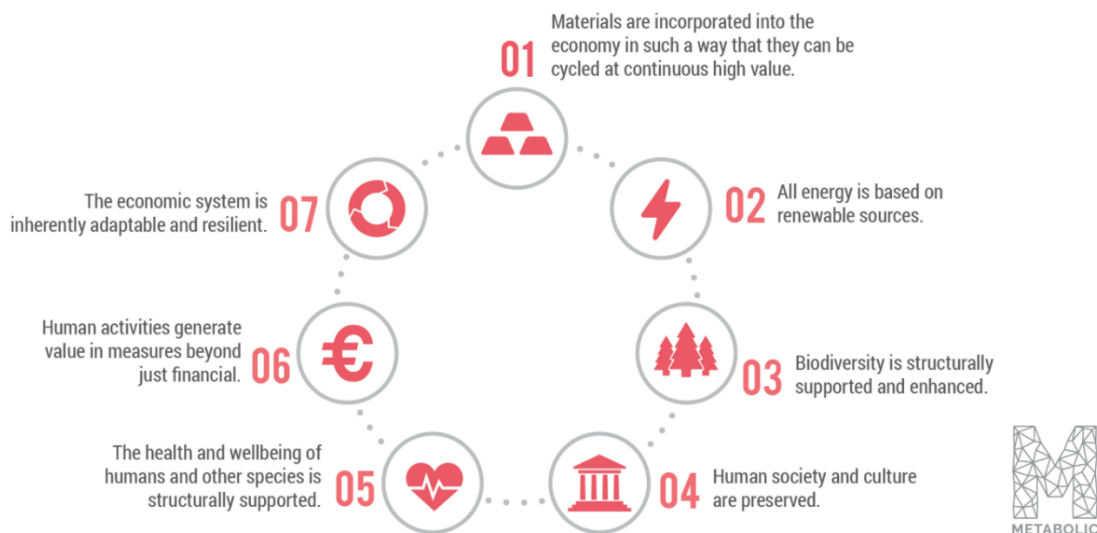 01
Materials are incorporated into the
economy in such a way that they can be
cycled at continuous high value.
02
All energy is based on
renewable sources.
03
Biodiversity is structurally
supported and enhanced.
04
Human society and culture
are preserved.
05
The health and wellbeing of
humans and other species is
structurally supported.
06
Human activities generate
value in measures beyond
just financial.
07
The economic system is
inherently adaptable and resilient.
€
M
METABOLIC